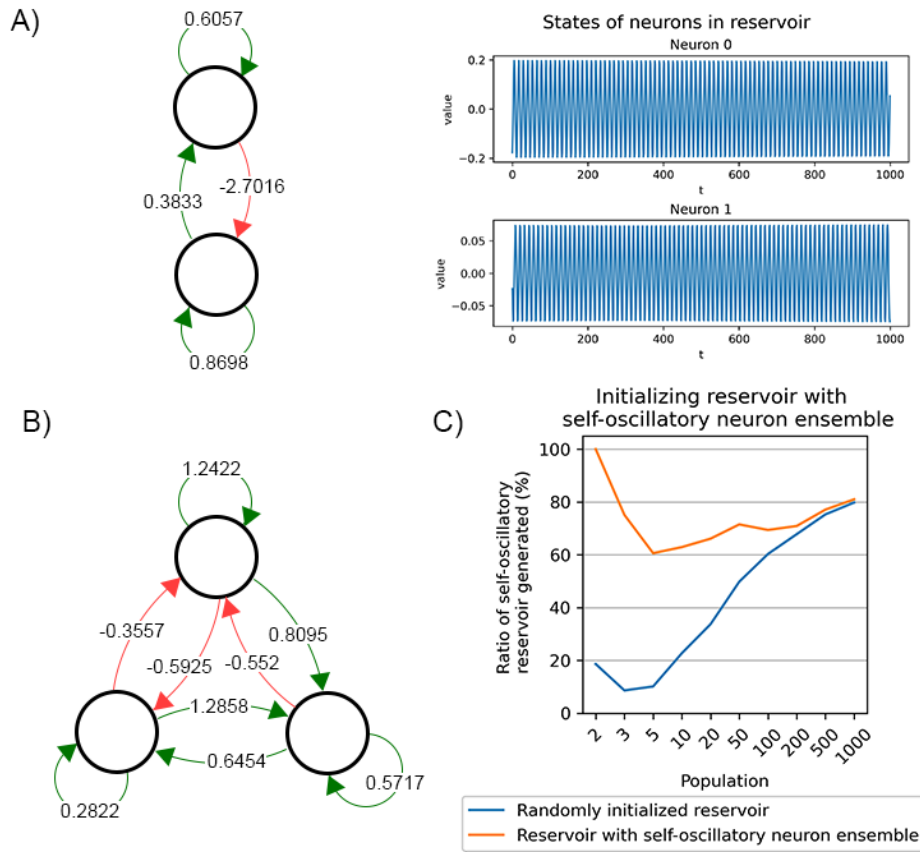 A)
0.6057
-2.7016
0.3833
0.8698
States of neurons in reservoir
Neuron 0
0.2
0.0
−0.2
value
0
200
400
600
800
1000
t
Neuron 1
0.05
0.00
−0.05
value
0
200
400
600
800
1000
t
B)
1.2422
-0.3557
-0.5925
-0.552
0.8095
1.2858
0.6454
0.2822
0.5717
C)
Initializing reservoir with
self-oscillatory neuron ensemble
Ratio of self-oscillatory
reservoir generated (%)
100
80
60
40
20
0
2
3
5
10
20
50
100
200
500
1000
Population
Randomly initialized reservoir
Reservoir with self-oscillatory neuron ensemble